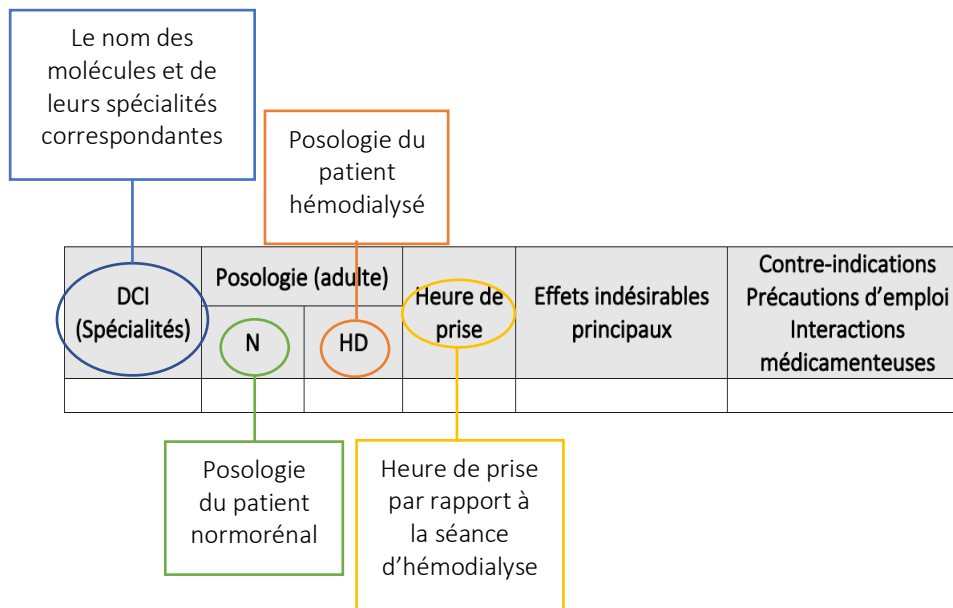 Le nom des
molécules et de
leurs spécialités
correspondantes
Posologie du
patient
hémodialysé
DCI
(Spécialités)
Posologie (adulte)
N
HD
Heure de
prise
Effets indésirables
principaux
Contre-indications
Précautions d’emploi
Interactions
médicamenteuses
Posologie
du patient
normorénal
Heure de prise
par rapport à
la séance
d’hémodialyse